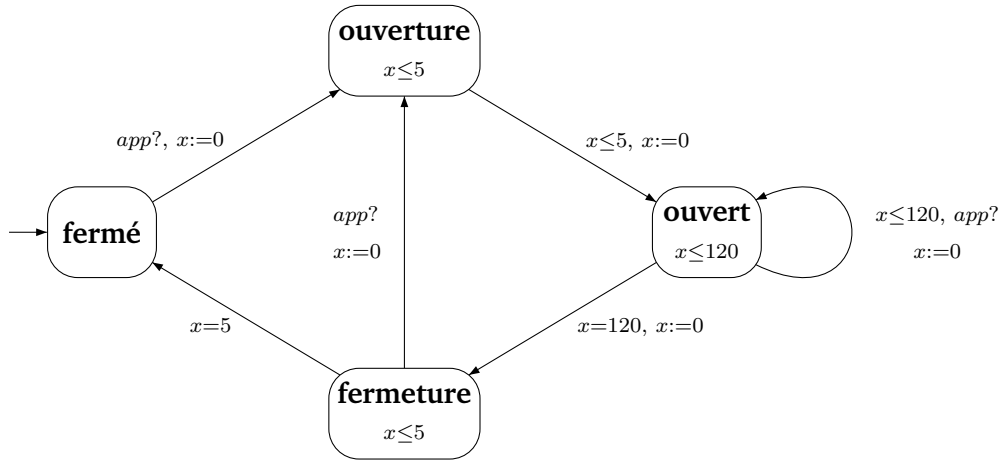 ouverture
x≤5
app?, x:=0
x≤5, x:=0
fermé
app?
x:=0
ouvert
x≤120
x≤120, app?
x:=0
x=5
x=120, x:=0
fermeture
x≤5